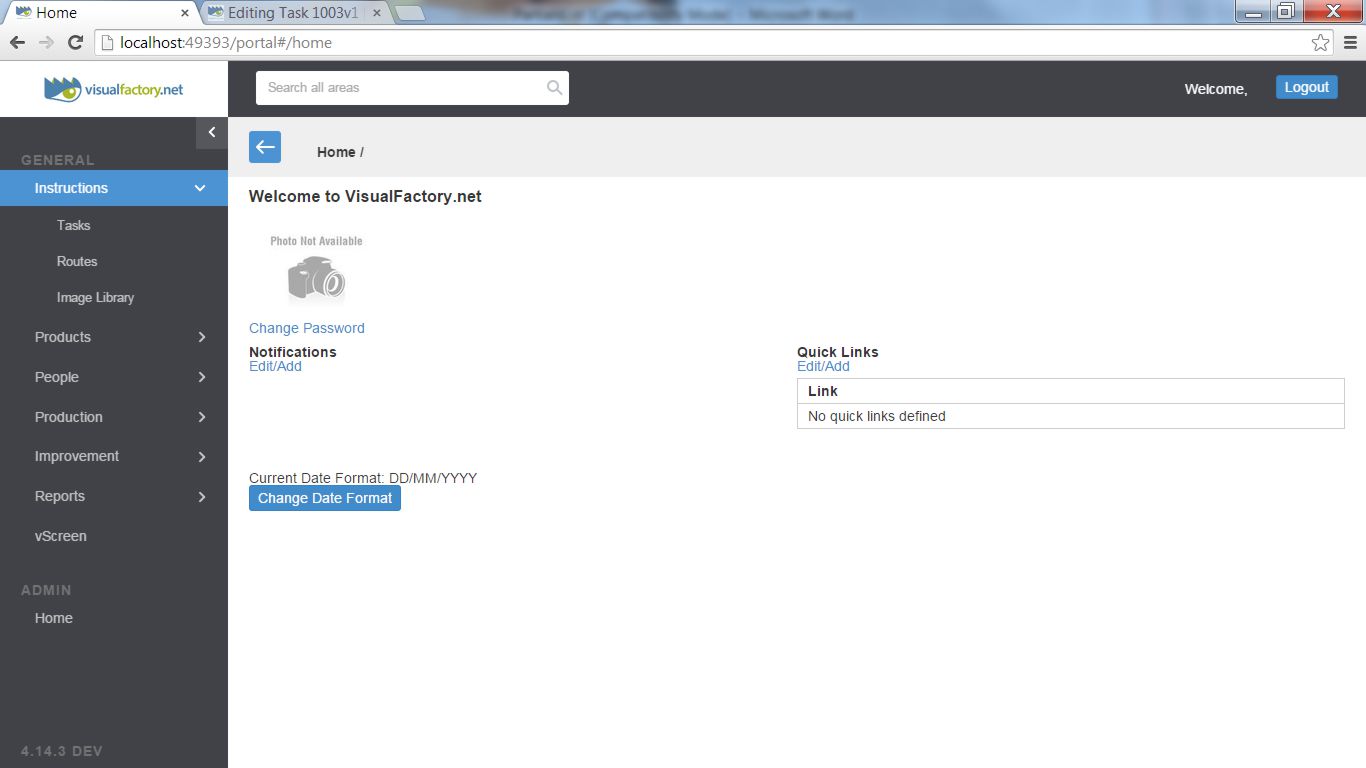 Home
Editing Task 1003v1
localhost:49393/portal#/home
visualfactory.net
Search all areas
Welcome,
Logout
GENERAL
Instructions
Tasks
Routes
Image Library
Products
People
Production
Improvement
Reports
vScreen
ADMIN
Home
4.14.3 DEV
Home /
Welcome to VisualFactory.net
Photo Not Available
Change Password
Notifications
Edit/Add
Quick Links
Edit/Add
Link
No quick links defined
Current Date Format: DD/MM/YYYY
Change Date Format